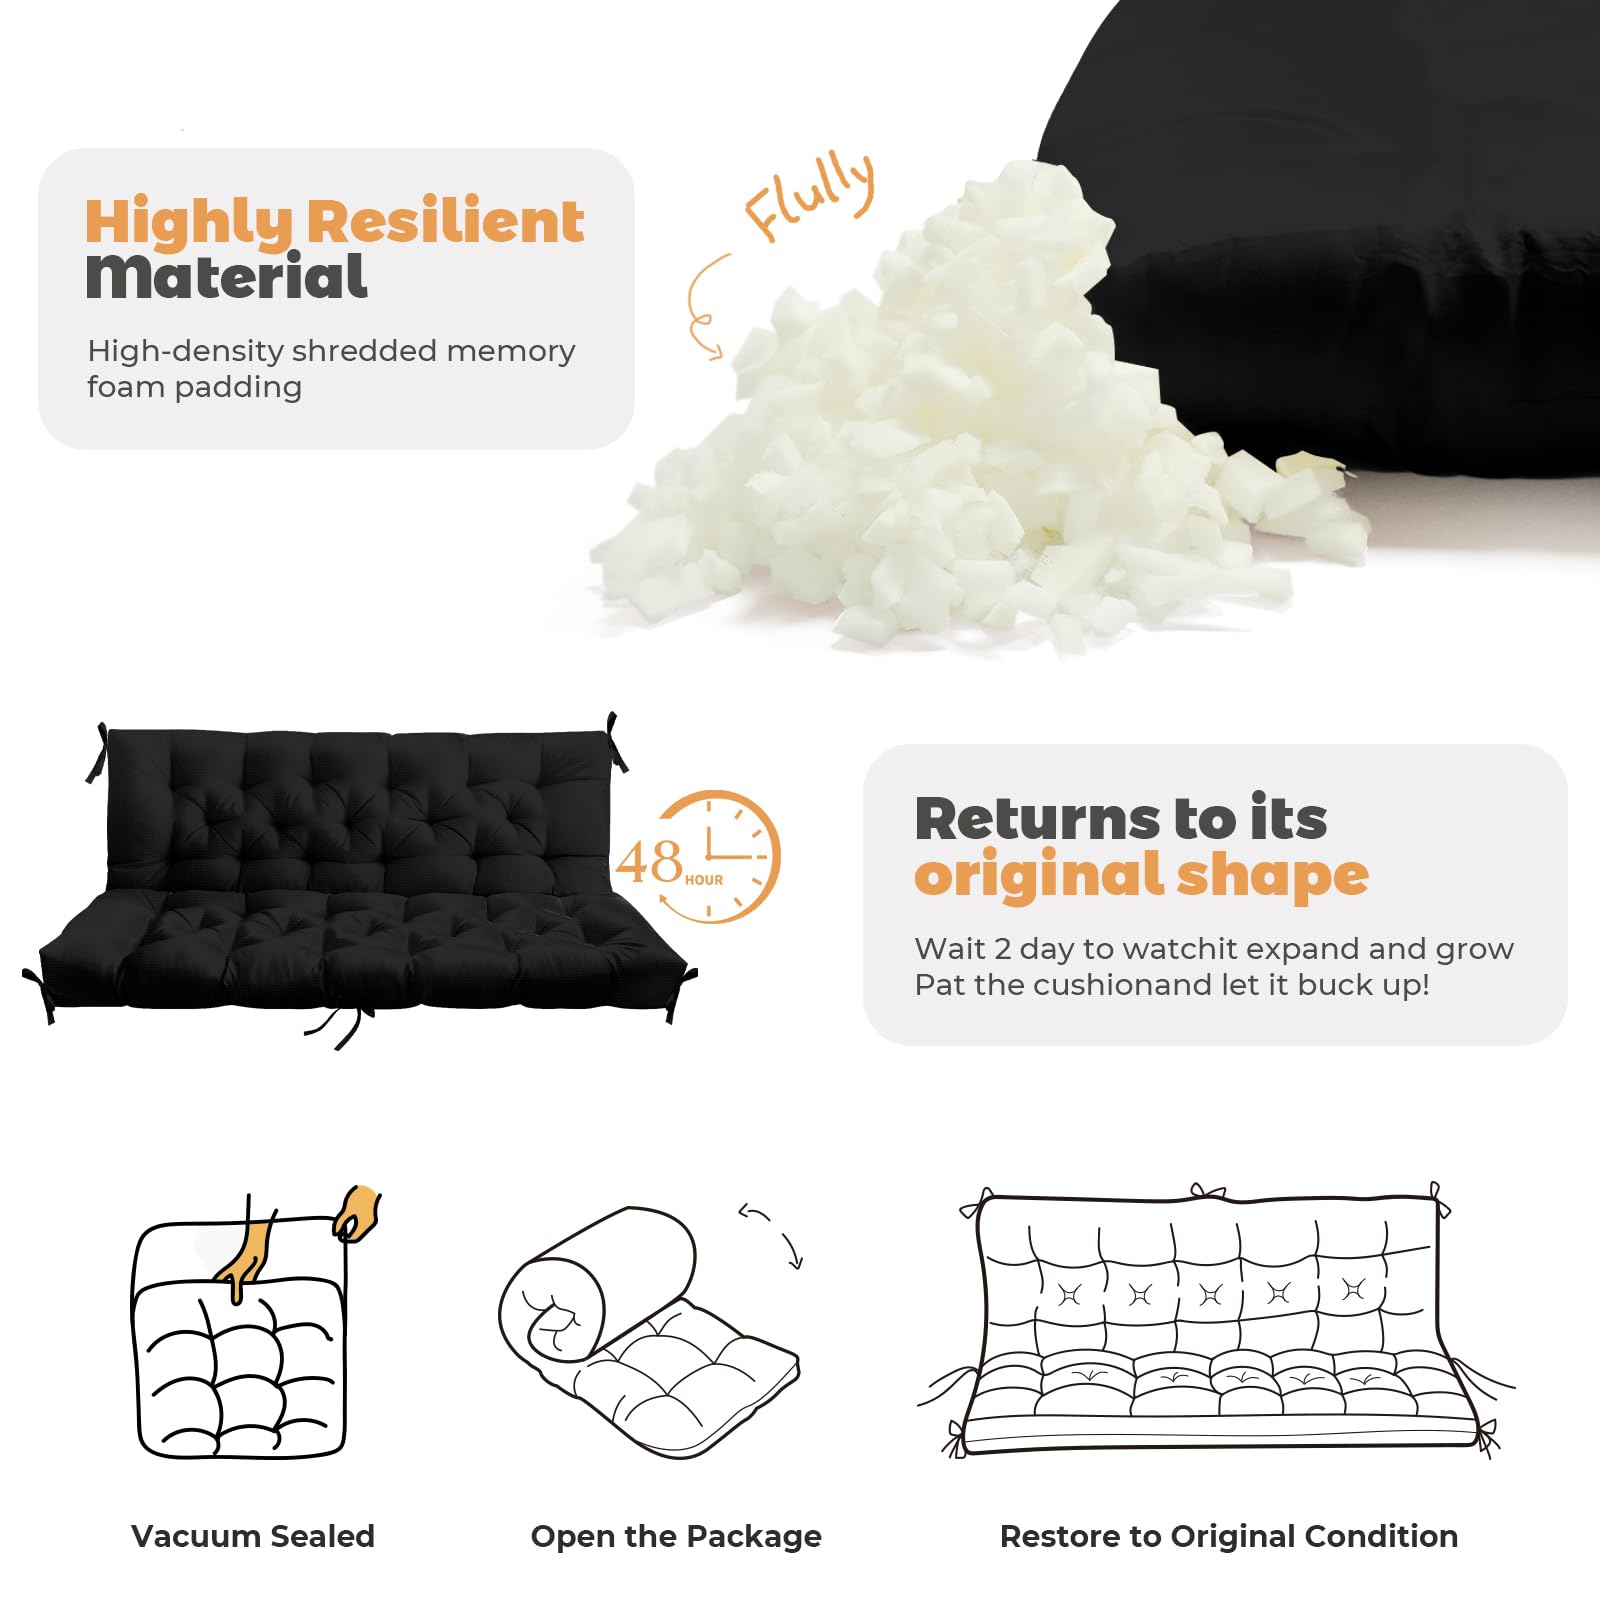 Highly Resilient
Material
High-density shredded memory
foam padding
Flully
48 HOUR
Returns to its
original shape
Wait 2 day to watchit expand and grow
Pat the cushionand let it buck up!
Vacuum Sealed
Open the Package
Restore to Original Condition